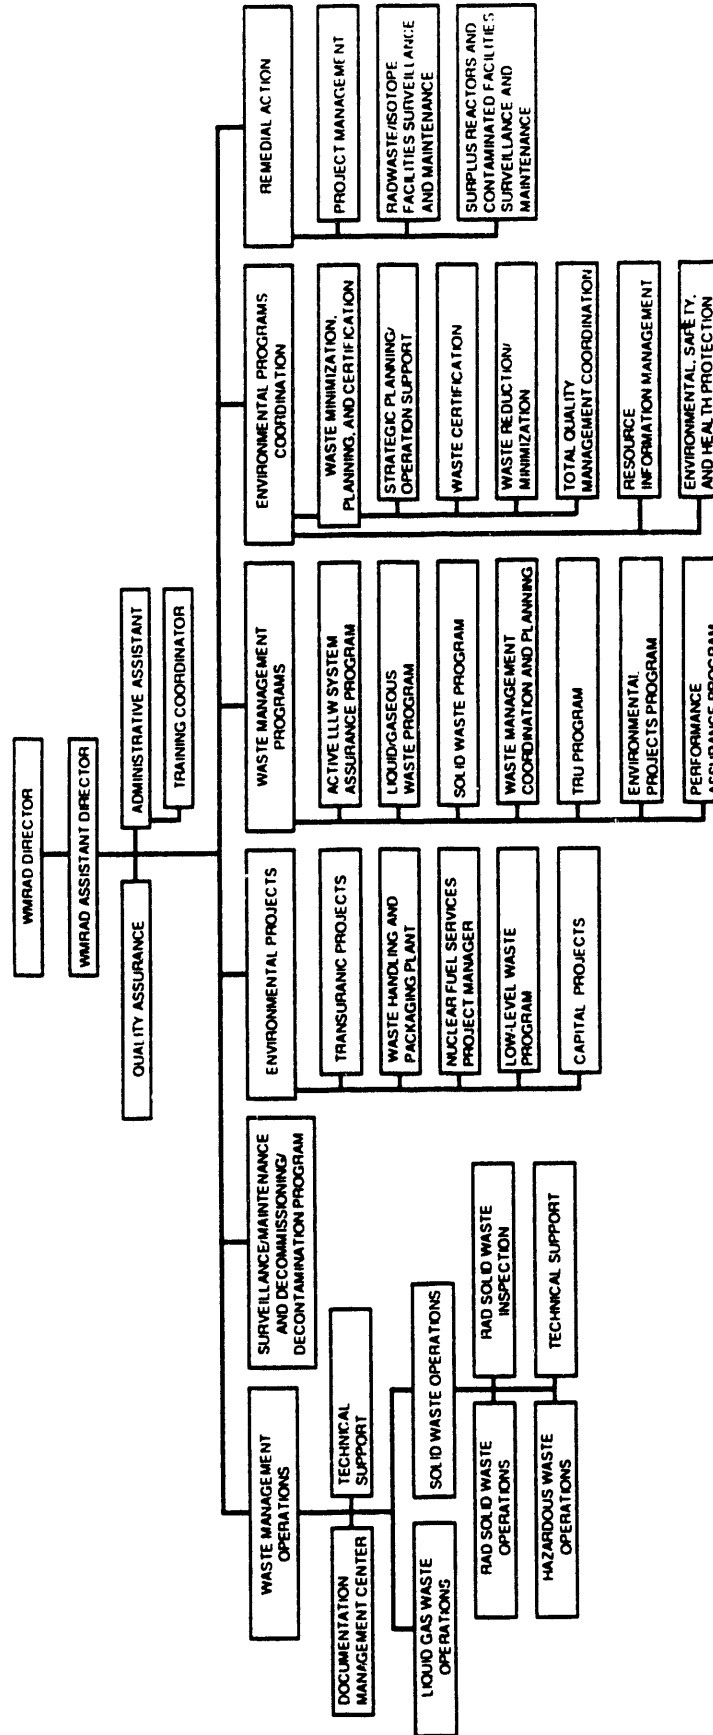 WMRAD DIRECTOR
WMRAD ASSISTANT DIRECTOR
QUALITY ASSURANCE
ADMINISTRATIVE ASSISTANT
TRAINING COORDINATOR
WASTE MANAGEMENT
OPERATIONS
DOCUMENTATION
MANAGEMENT CENTER
TECHNICAL
SUPPORT
LIQUID GAS WASTE
OPERATIONS
SOLID WASTE OPERATIONS
RAD SOLID WASTE
OPERATIONS
RAD SOLID WASTE
INSPECTION
HAZARDOUS WASTE
OPERATIONS
TECHNICAL SUPPORT
SURVEILLANCE/MAINTENANCE
AND DECOMMISSIONING/
DECONTAMINATION PROGRAM
ENVIRONMENTAL PROJECTS
TRANSURANIC PROJECTS
WASTE HANDLING AND
PACKAGING PLANT
NUCLEAR FUEL SERVICES
PROJECT MANAGER
LOW-LEVEL WASTE
PROGRAM
CAPITAL PROJECTS
WASTE MANAGEMENT
PROGRAMS
ACTIVE LLLW SYSTEM
ASSURANCE PROGRAM
LIQUID/GASEOUS
WASTE PROGRAM
SOLID WASTE PROGRAM
WASTE MANAGEMENT
COORDINATION AND PLANNING
TRU PROGRAM
ENVIRONMENTAL
PROJECTS PROGRAM
PERFORMANCE
ASSURANCE PROGRAM
ENVIRONMENTAL PROGRAMS
COORDINATION
WASTE MINIMIZATION,
PLANNING, AND CERTIFICATION
STRATEGIC PLANNING/
OPERATION SUPPORT
WASTE CERTIFICATION
WASTE REDUCTION/
MINIMIZATION
TOTAL QUALITY
MANAGEMENT COORDINATION
RESOURCE
INFORMATION MANAGEMENT
ENVIRONMENTAL, SAFETY,
AND HEALTH PROTECTION
REMEDIAL ACTION
PROJECT MANAGEMENT
RADWASTE/ISOTOPE
FACILITIES SURVEILLANCE
AND MAINTENANCE
SURPLUS REACTORS AND
CONTAMINATED FACILITIES
SURVEILLANCE AND
MAINTENANCE